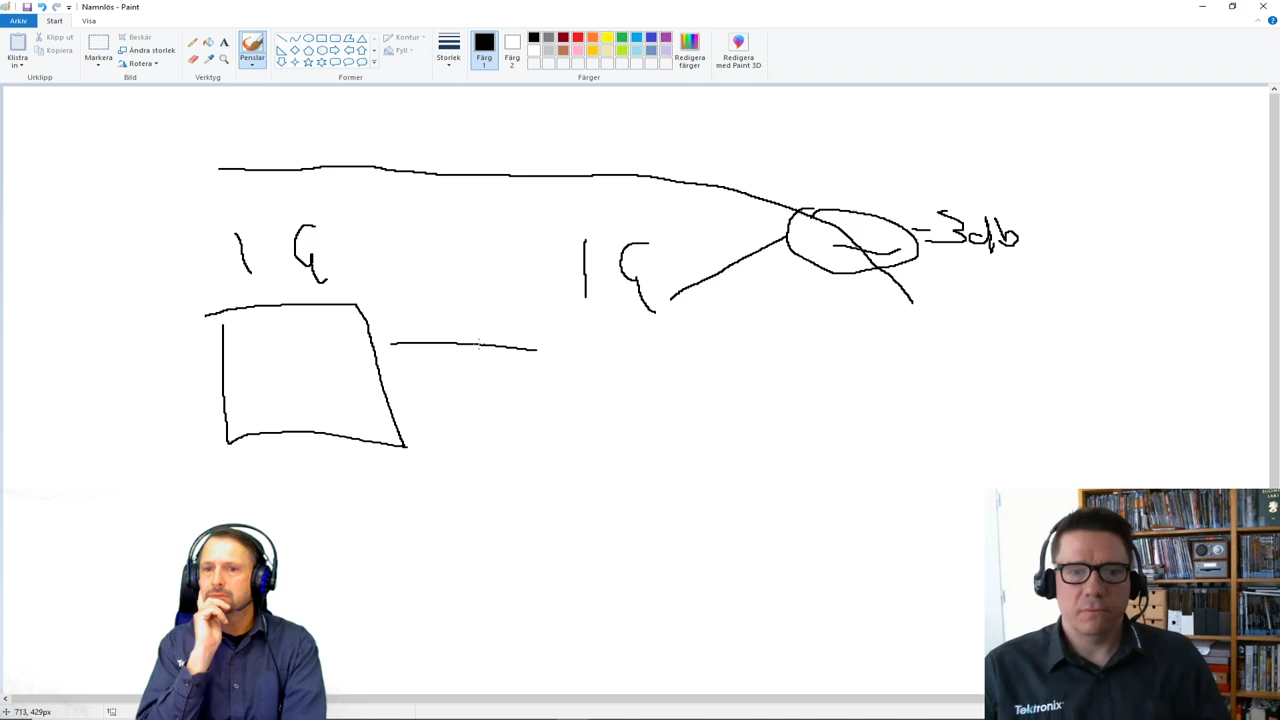 Namnlös - Paint
Arkiv Start Visa
Klistra in
Klipp ut
Kopiera
Urklipp
Markera
Beskär
Ändra storlek
Rotera
Bild
A
Verktyg
Penslar
Kontur
Fyll
Former
Storlek
Färg 1
Färg 2
Redigera färger
Färger
Redigera med Paint 3D
-3db
1 G
1 G
Tektronix
713, 429px